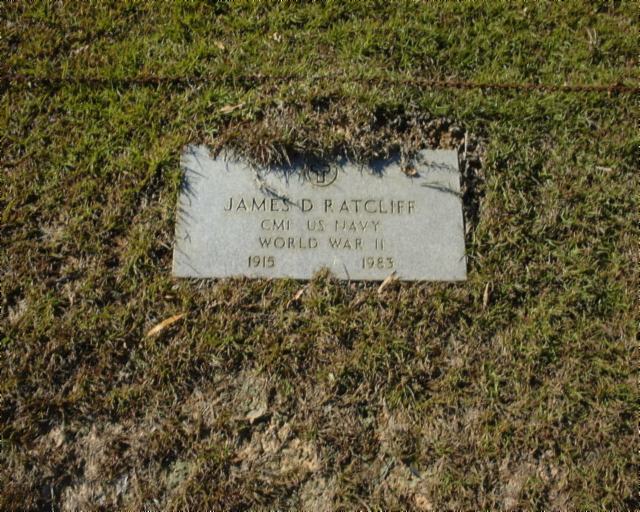 JAMES D RATCLIFF
CM1 US NAVY
WORLD WAR II
1915 1983